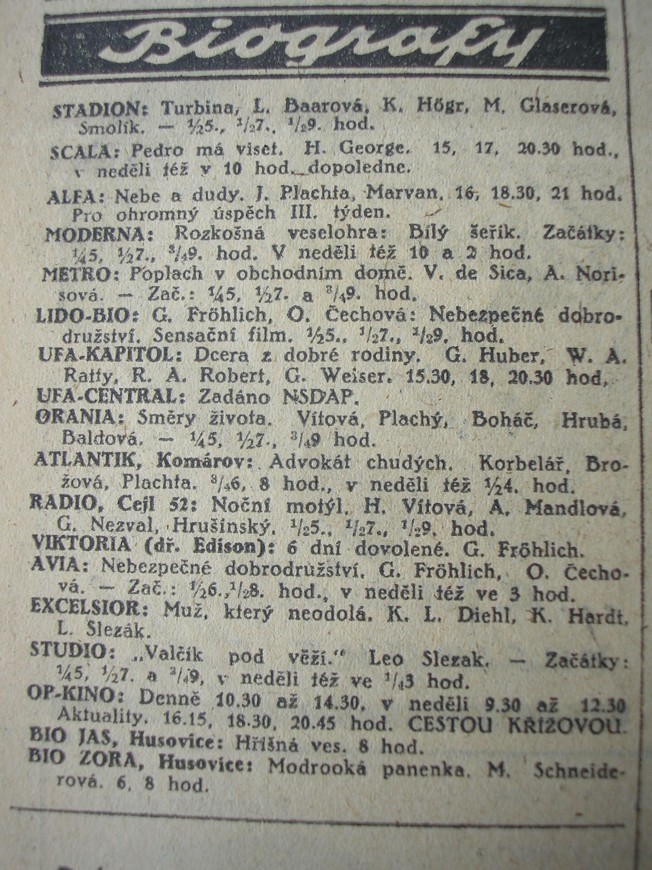 Biografy
STADION: Turbina, L. Baarová, K. Högr, M. Glaserová,
Smolík. — ½5., ½7., ½9. hod.
SCALA: Pedro má viset. H. George. 15, 17, 20.30 hod.,
v neděli též v 10 hod. dopoledne.
ALFA: Nebe a dudy. J. Plachta, Marvan. 16, 18.30, 21 hod.
Pro ohromný úspěch III. týden.
MODERNA: Rozkošná veselohra: Bílý šeřík. Začátky:
¼5, ½7., ¾9. hod. V neděli též 10 a 2 hod.
METRO: Poplach v obchodním domě. V. de Sica, A. Nori-
sová. — Zač.: ¼5, ½7. a ¾9. hod.
LIDO-BIO: G. Fröhlich, O. Čechová: Nebezpečné dobro-
družství. Sensační film. ½5., ½7., ½9. hod.
UFA-KAPITOL: Dcera z dobré rodiny. G. Huber, W. A.
Ratty, R. A. Robert, G. Weiser. 15.30, 18, 20.30 hod.
UFA-CENTRAL: Zadáno NSDAP.
ORANIA: Směry života. Vítová, Plachý, Boháč, Hrubá,
Baldová. — ¼5, ½7., ¾9 hod.
ATLANTIK, Komárov: Advokát chudých. Korbelář, Bro-
žová, Plachta. ¾6, 8 hod., v neděli též ½4. hod.
RADIO, Cejl 52: Noční motýl. H. Vítová, A. Mandlová,
G. Nezval, Hrušínský. ½5., ½7., ½9. hod.
VIKTORIA (dř. Edison): 6 dní dovolené. G. Fröhlich.
AVIA: Nebezpečné dobrodružství. G. Fröhlich, O. Čecho-
vá. — Zač.: ½6., ½8. hod., v neděli též ve 3 hod.
EXCELSIOR: Muž, který neodolá. K. L. Diehl, K. Hardt,
L. Slezák.
STUDIO: „Valčík pod věží.“ Leo Slezak. — Začátky:
¼5, ½7. a ¾9, v neděli též ve ¼3 hod.
OP-KINO: Denně 10.30 až 14.30, v neděli 9.30 až 12.30
Aktuality. 16.15, 18.30, 20.45 hod. CESTOU KŘÍŽOVOU.
BIO JAS, Husovice: Hříšná ves. 8 hod.
BIO ZORA, Husovice: Modrooká panenka. M. Schneide-
rová. 6, 8 hod.